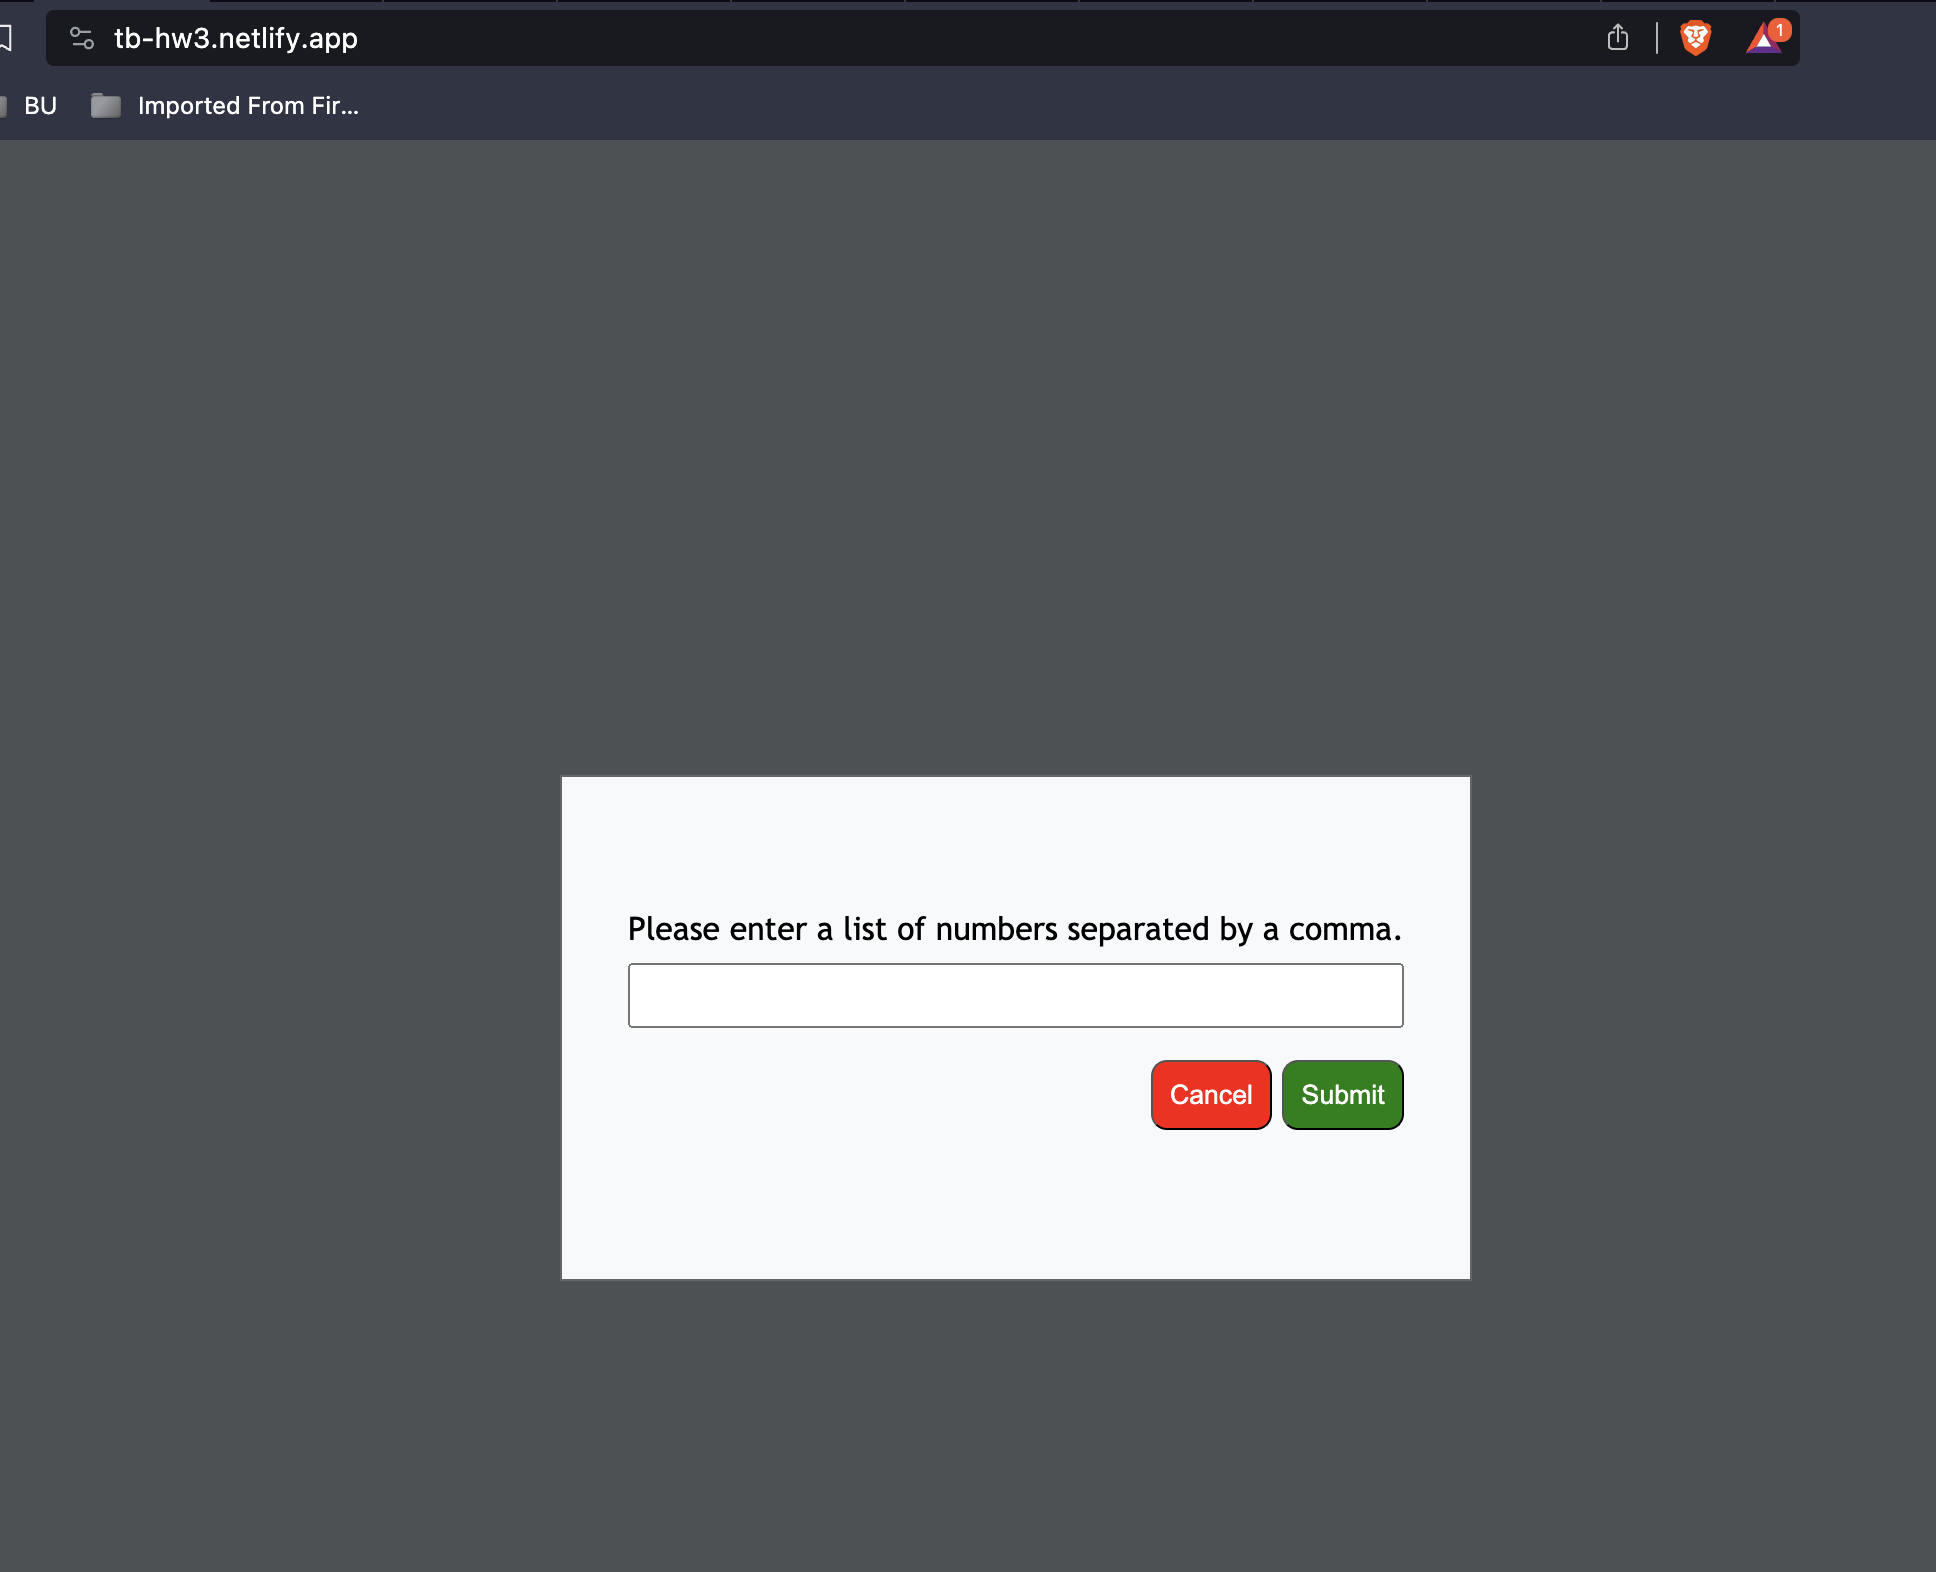 tb-hw3.netlify.app
1
BU
Imported From Fir...
Please enter a list of numbers separated by a comma.
Cancel
Submit